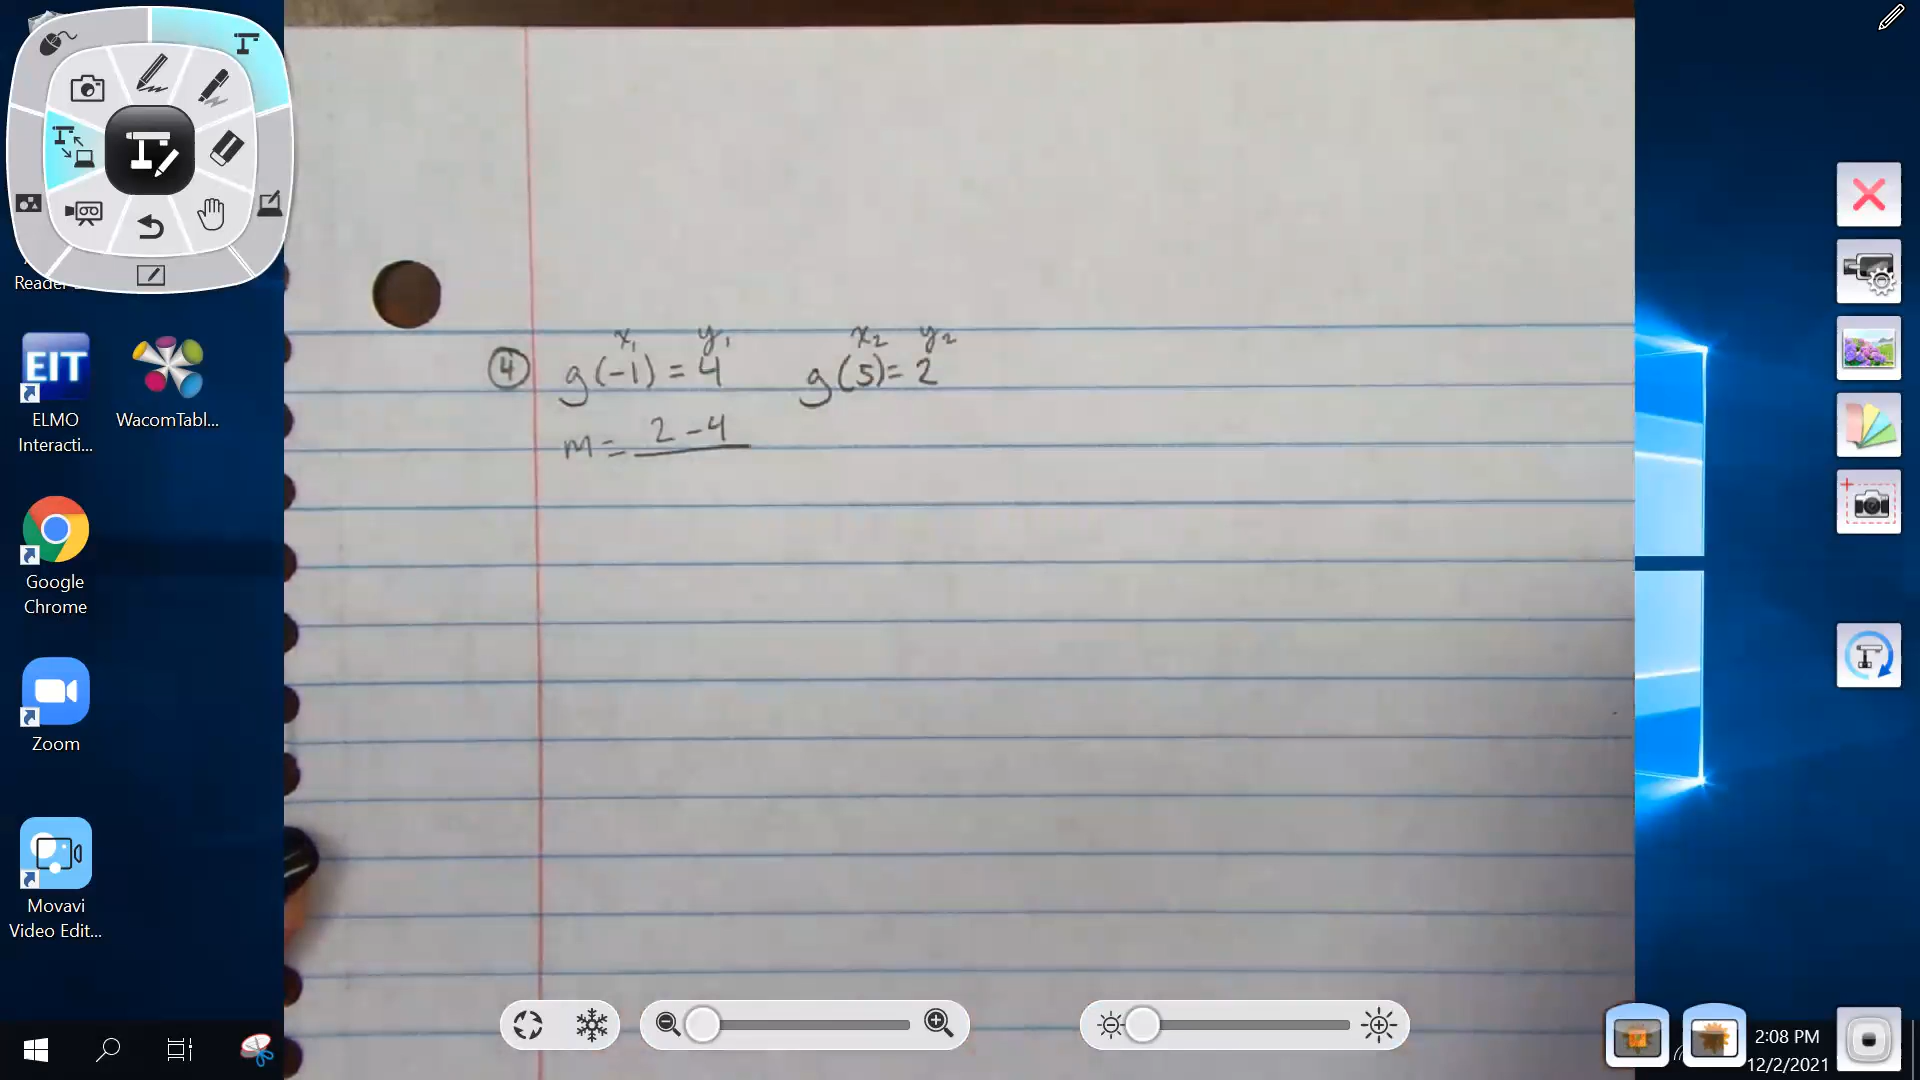 Reader
x₁ y₁ x₂ y₂
④ g(-1) = 4 g(5)= 2
m = 2 - 4
EIT
ELMO
Interacti...
WacomTabl...
Google
Chrome
Zoom
Movavi
Video Edit...
2:08 PM
12/2/2021